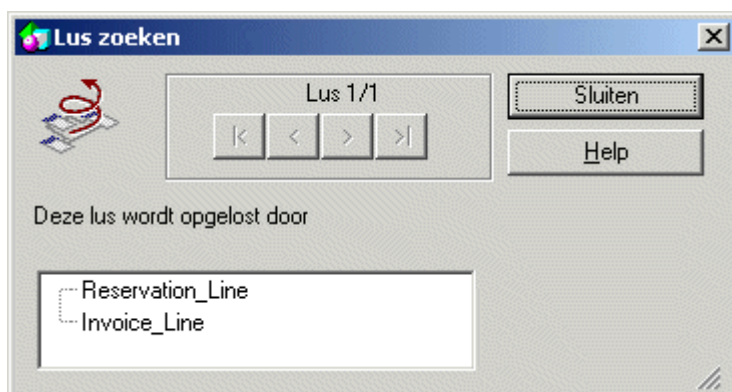 Lus zoeken
Lus 1/1
Sluiten
Help
Deze lus wordt opgelost door
Reservation_Line
Invoice_Line